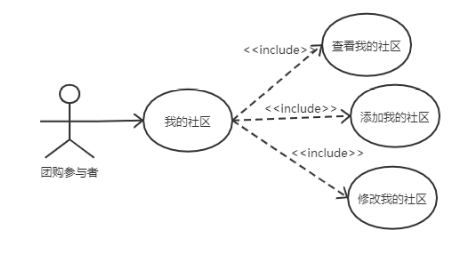 查看我的社区
<<include>>
<<include>>
添加我的社区
我的社区
<<include>>
团购参与者
修改我的社区